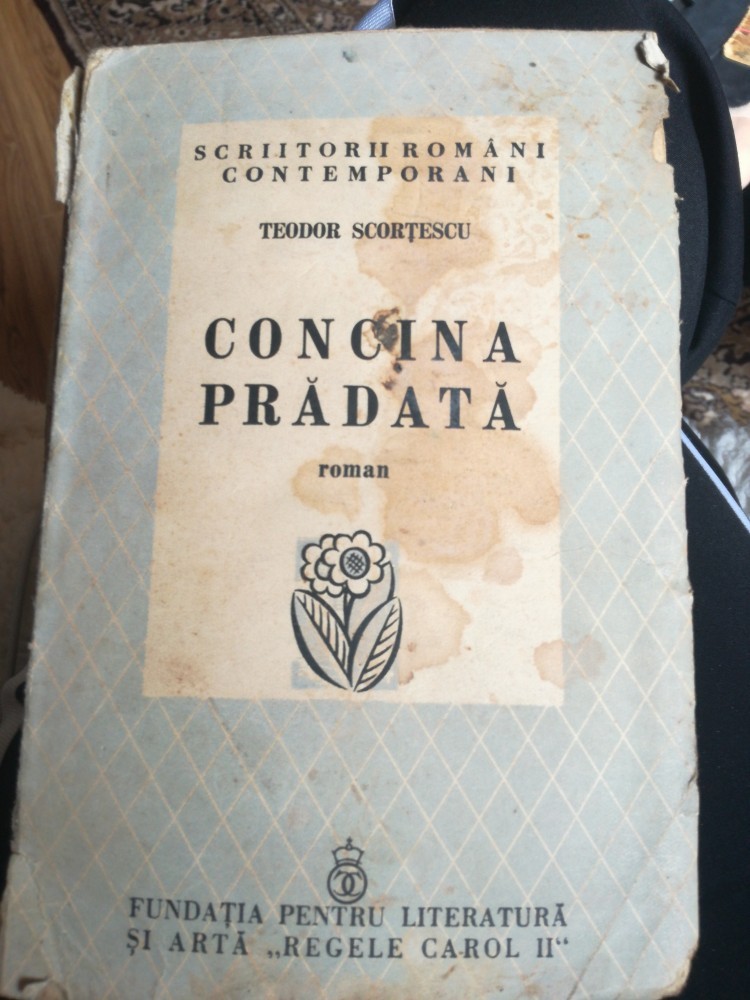 SCRIITORII ROMÂNI
CONTEMPORANI
TEODOR SCORȚESCU
CONCINA
PRĂDATĂ
roman
FUNDAȚIA PENTRU LITERATURĂ
ȘI ARTĂ „REGELE CAROL II“